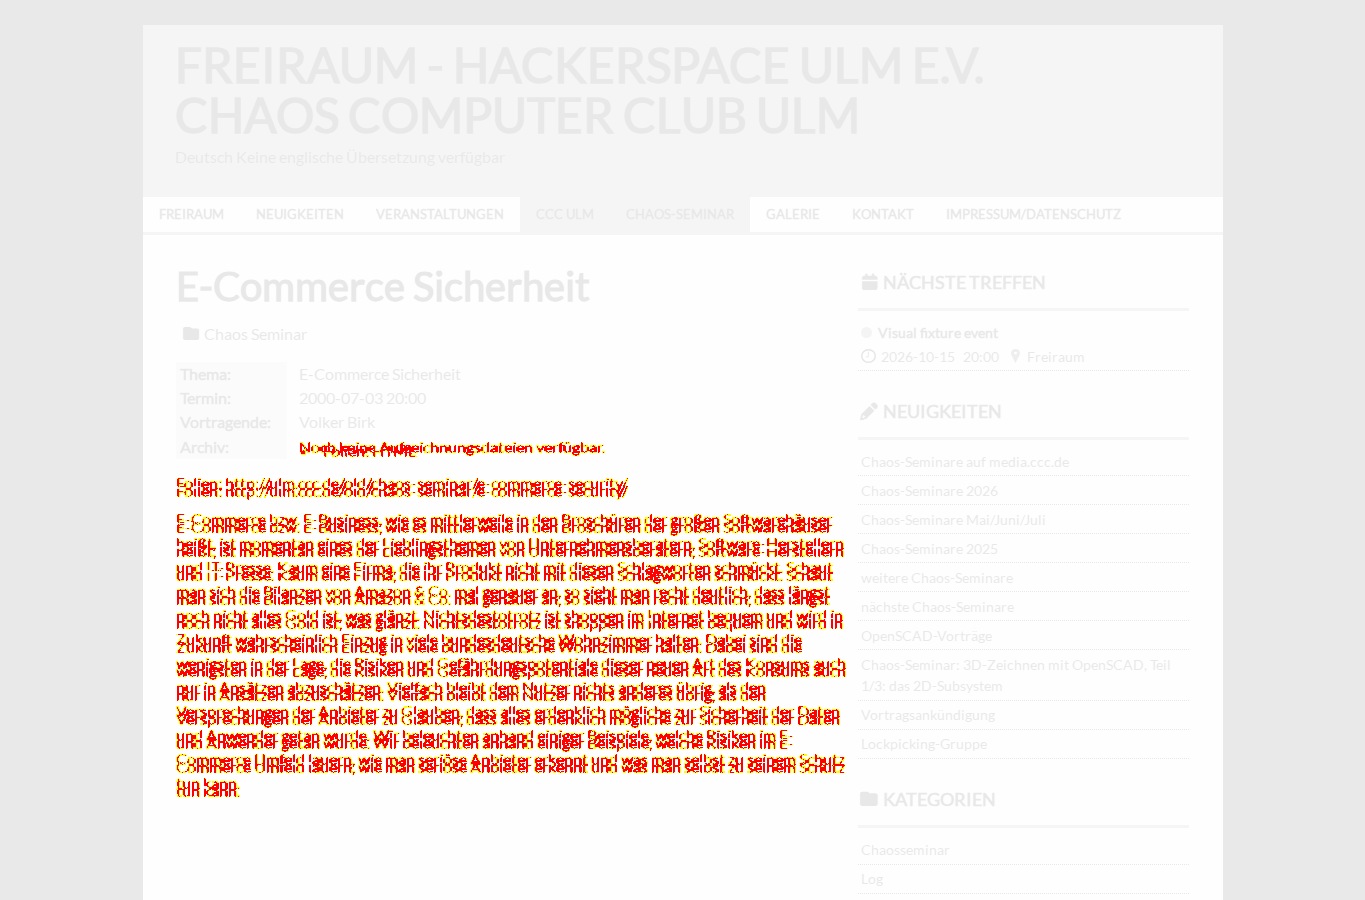 FREIRAUM - HACKERSPACE ULM E.V.
CHAOS COMPUTER CLUB ULM
Deutsch Keine englische Übersetzung verfügbar
FREIRAUM NEUIGKEITEN VERANSTALTUNGEN CCC ULM CHAOS-SEMINAR GALERIE KONTAKT IMPRESSUM/DATENSCHUTZ
E-Commerce Sicherheit
Chaos Seminar
Thema: E-Commerce Sicherheit
Termin: 2000-07-03 20:00
Vortragende: Volker Birk
Archiv: Noch keine Aufzeichnungsdateien verfügbar.
Folien: http://ulm.ccc.de/old/chaos-seminar/e-commerce-security/
E-Commerce bzw. E-Business, wie es mittlerweile in den Broschüren der großen Softwarehäuser
heißt, ist momentan eines der Lieblingsthemen von Unternehmensberatern, Software-Herstellern
und IT-Presse. Kaum eine Firma, die ihr Produkt nicht mit diesen Schlagworten schmückt. Schaut
man sich die Bilanzen von Amazon & Co. mal genauer an, so sieht man recht deutlich, dass längst
noch nicht alles Gold ist, was glänzt. Nichtsdestotrotz ist shoppen im Internet bequem und wird in
Zukunft wahrscheinlich Einzug in viele bundesdeutsche Wohnzimmer halten. Dabei sind die
wenigsten in der Lage, die Risiken und Gefährdungspotentiale dieser neuen Art des Konsums auch
nur in Ansätzen abzuschätzen. Vielfach bleibt dem Nutzer nichts anderes übrig, als den
Versprechungen der Anbieter zu Glauben, dass alles erdenklich mögliche zur Sicherheit der Daten
und Anwender getan wurde. Wir beleuchten anhand einiger Beispiele, welche Risiken im E-
Commerce Umfeld lauern, wie man seriöse Anbieter erkennt und was man selbst zu seinem Schutz
tun kann.
NÄCHSTE TREFFEN
Visual fixture event
2026-10-15 20:00 Freiraum
NEUIGKEITEN
Chaos-Seminare auf media.ccc.de
Chaos-Seminare 2026
Chaos-Seminare Mai/Juni/Juli
Chaos-Seminare 2025
weitere Chaos-Seminare
nächste Chaos-Seminare
OpenSCAD-Vorträge
Chaos-Seminar: 3D-Zeichnen mit OpenSCAD, Teil
1/3: das 2D-Subsystem
Vortragsankündigung
Lockpicking-Gruppe
KATEGORIEN
Chaosseminar
Log